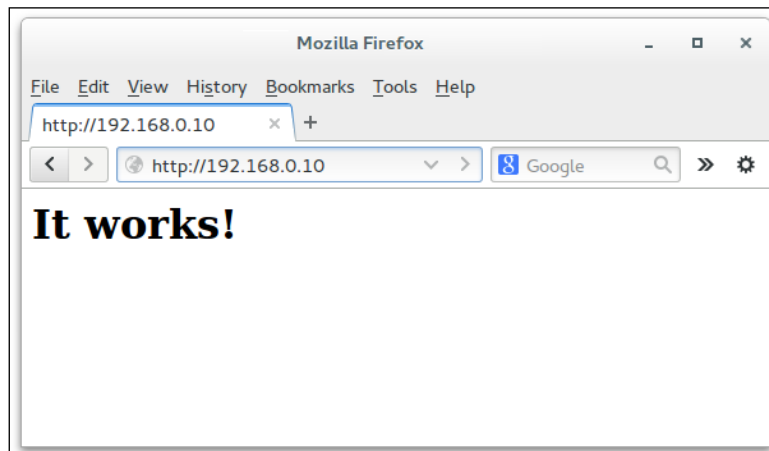 Mozilla Firefox
File Edit View History Bookmarks Tools Help
http://192.168.0.10
http://192.168.0.10 8 Google
It works!